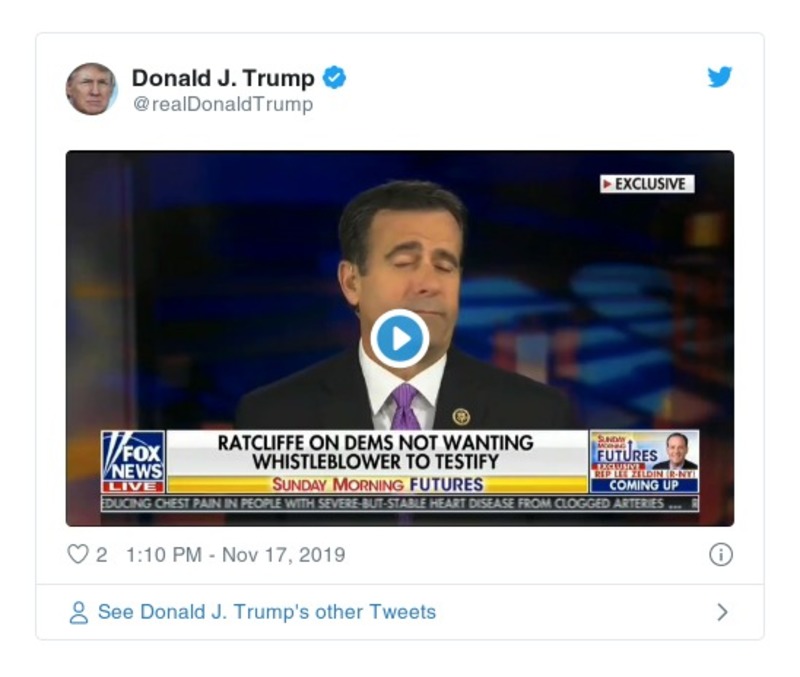 Donald J. Trump
@realDonaldTrump
EXCLUSIVE
RATCLIFFE ON DEMS NOT WANTING
WHISTLEBLOWER TO TESTIFY
SUNDAY MORNING FUTURES
FOX
NEWS
LIVE
SUNDAY
MORNING
FUTURES
EXCLUSIVE
REP LEE ZELDIN (R-NY)
COMING UP
EDUCING CHEST PAIN IN PEOPLE WITH SEVERE-BUT-STABLE HEART DISEASE FROM CLOGGED ARTERIES ... R
2 1:10 PM - Nov 17, 2019
See Donald J. Trump's other Tweets